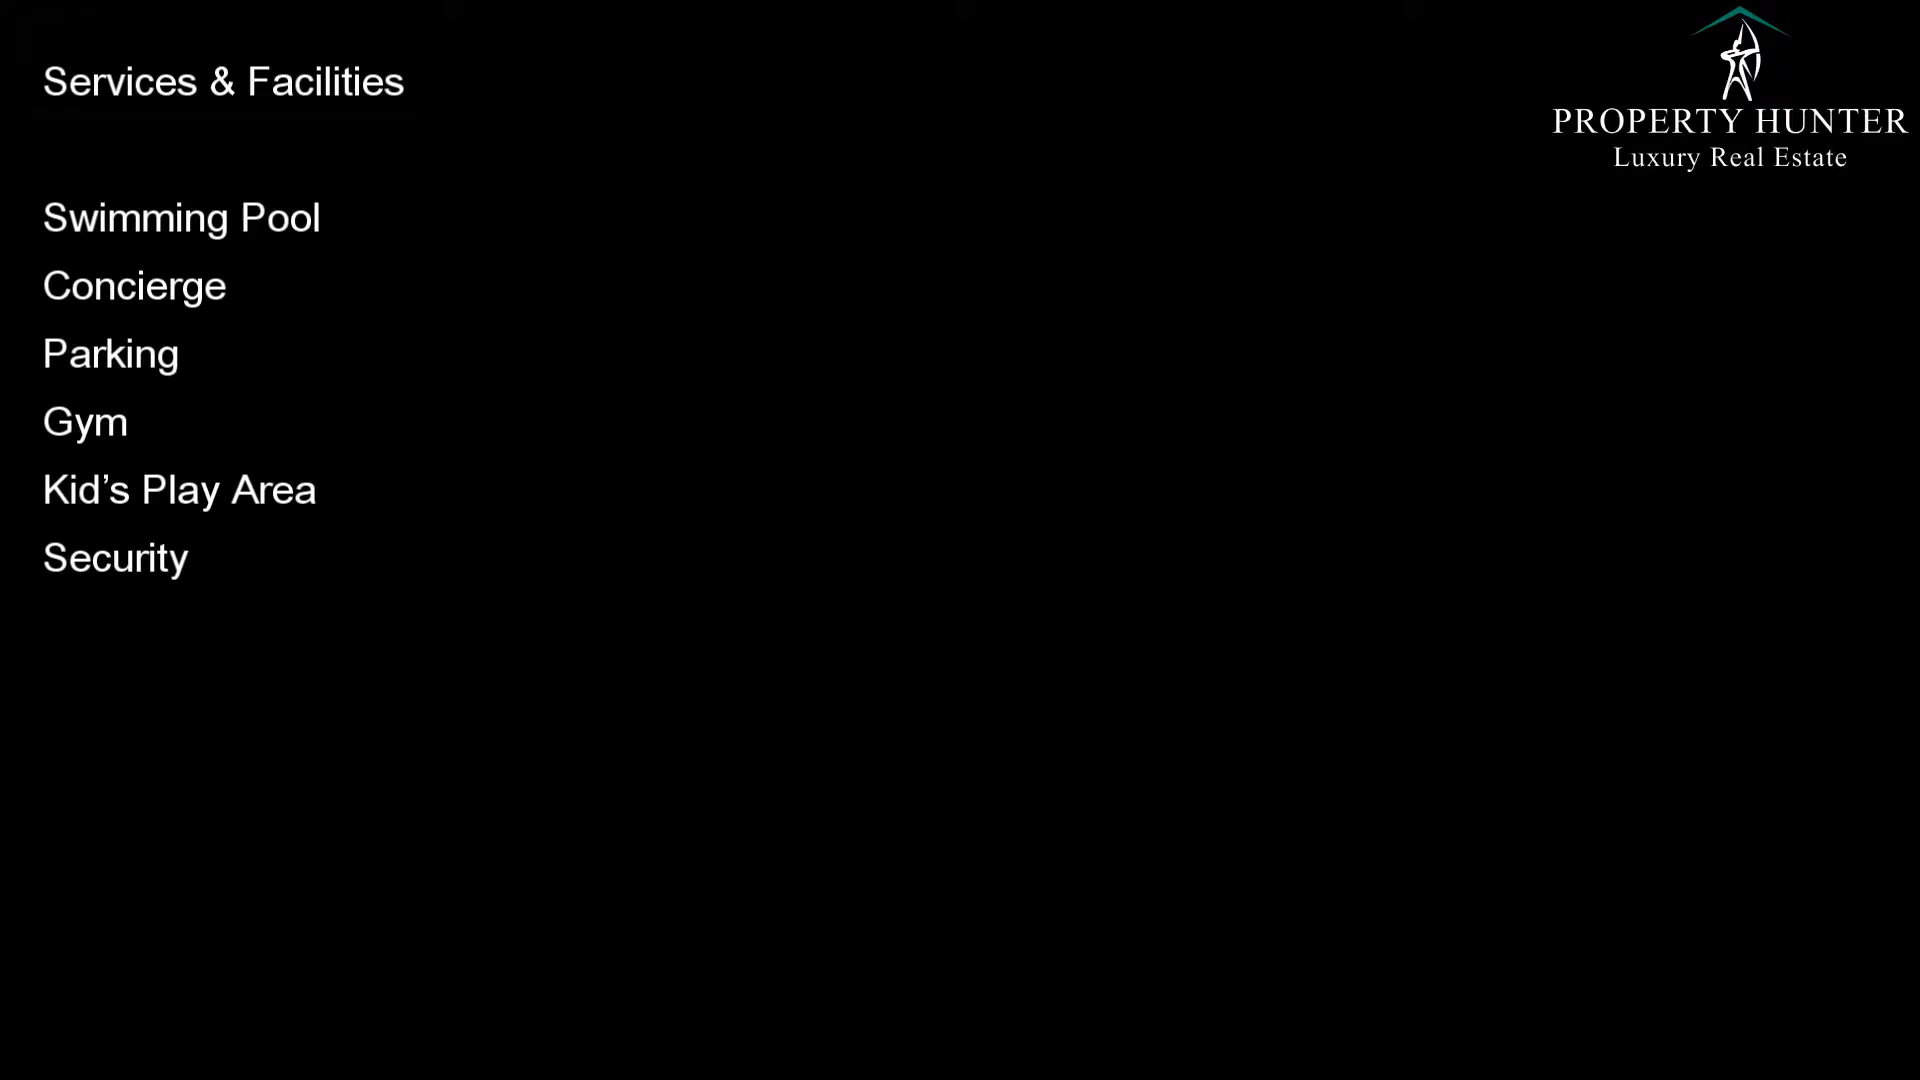 Services & Facilities
PROPERTY HUNTER
Luxury Real Estate
Swimming Pool
Concierge
Parking
Gym
Kid’s Play Area
Security